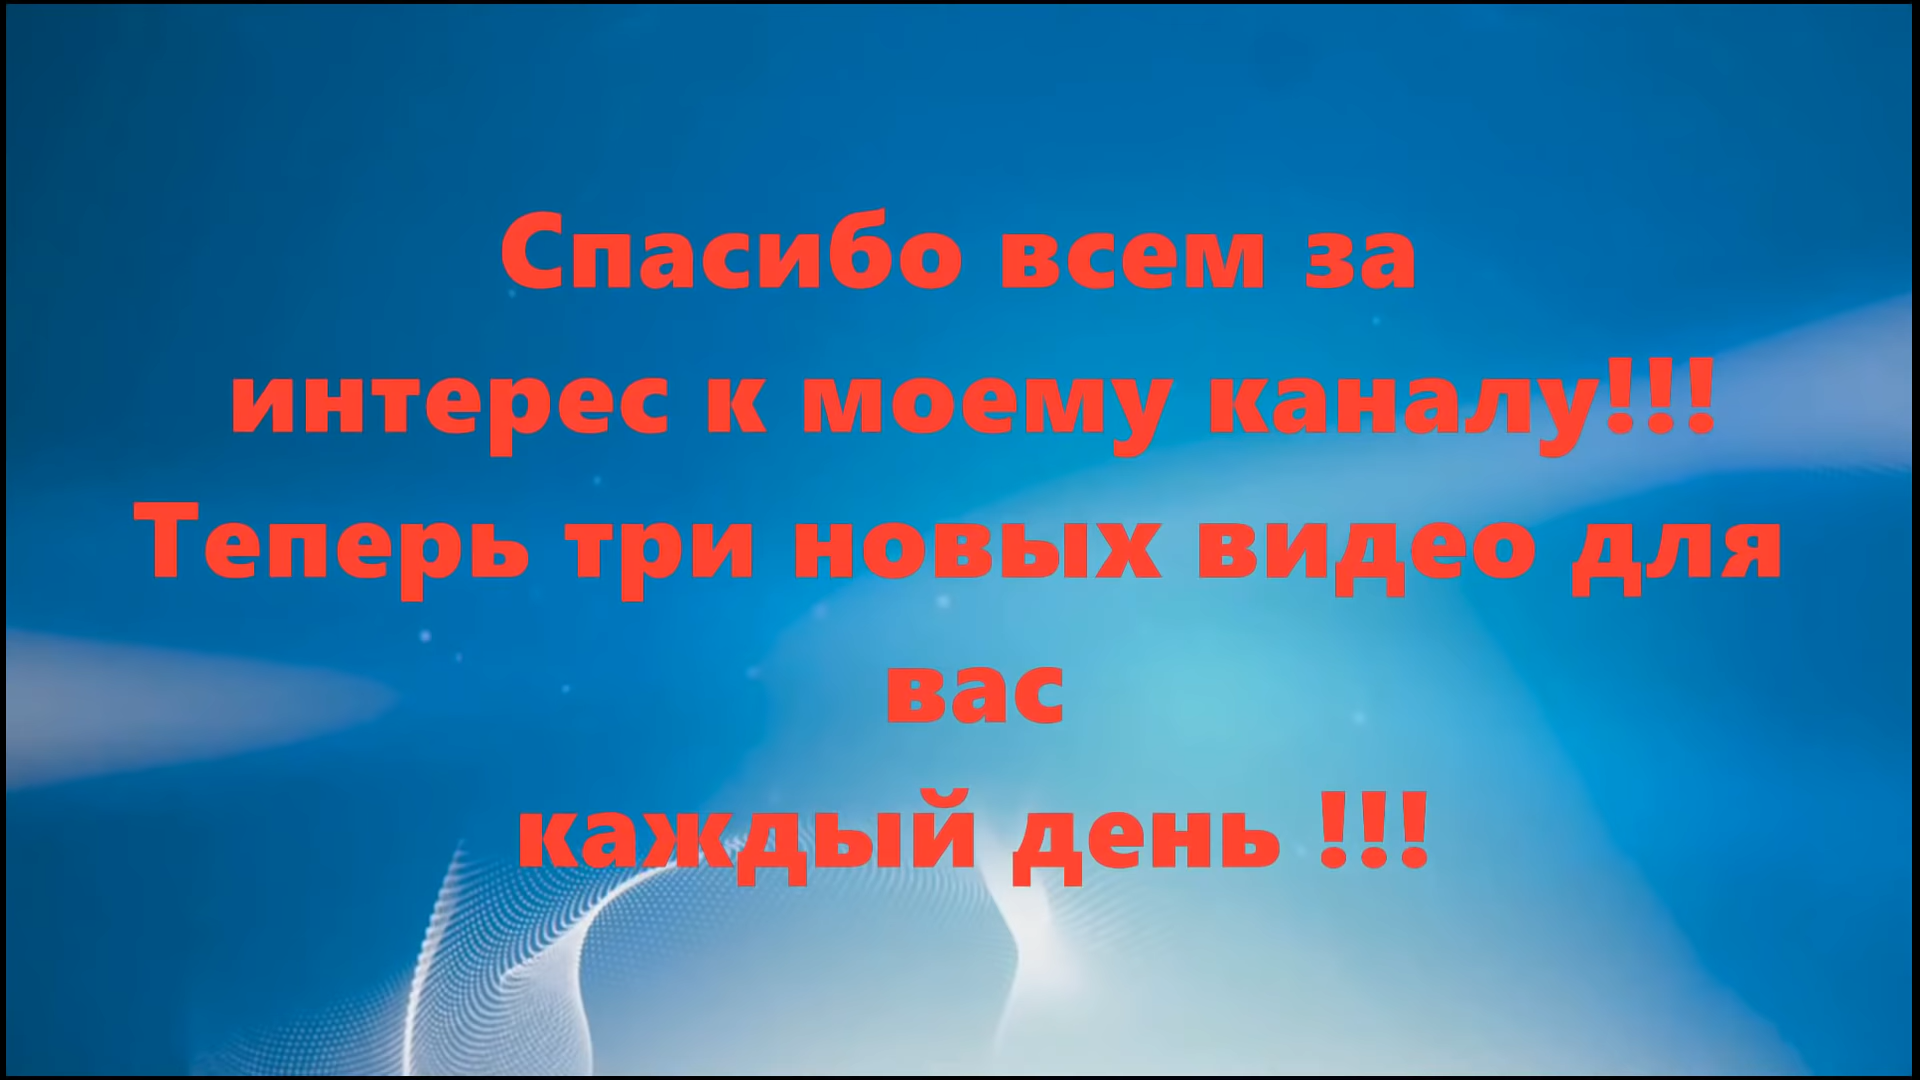 Спасибо всем за
интерес к моему каналу!!!
Теперь три новых видео для
вас
каждый день !!!